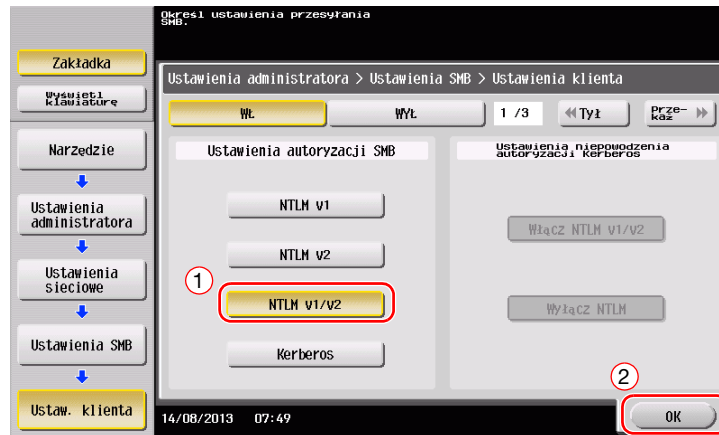 Określ ustawienia przesyłania
SMB.
Zakładka
Wyświetl
klawiaturę
Narzędzie
Ustawienia
administratora
Ustawienia
sieciowe
Ustawienia SMB
Ustaw. klienta
Ustawienia administratora > Ustawienia SMB > Ustawienia klienta
WŁ
WYŁ
1 /3
Tył
Prze-
każ
Ustawienia autoryzacji SMB
NTLM v1
NTLM v2
1
NTLM v1/v2
Kerberos
Ustawienia niepowodzenia
autoryzacji Kerberos
Włącz NTLM v1/v2
Wyłącz NTLM
2
OK
14/08/2013 07:49